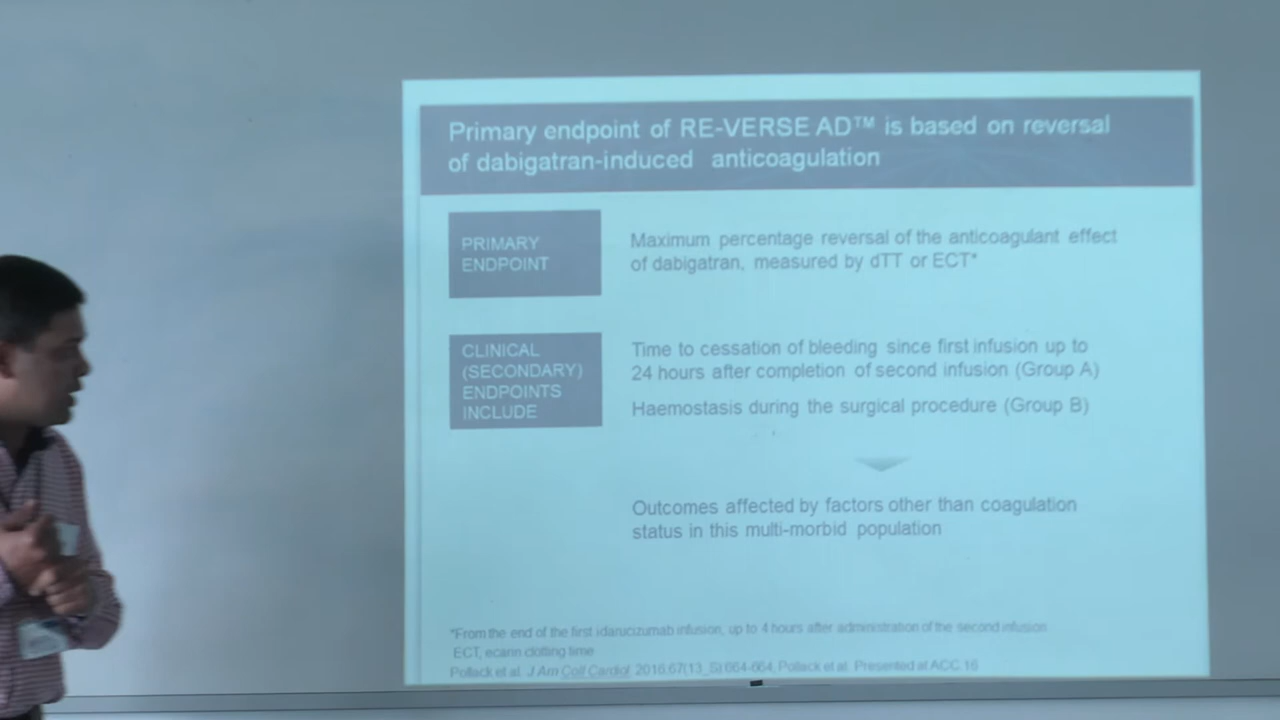 Primary endpoint of RE-VERSE AD™ is based on reversal
of dabigatran-induced anticoagulation
PRIMARY
ENDPOINT
Maximum percentage reversal of the anticoagulant effect
of dabigatran, measured by dTT or ECT*
CLINICAL
(SECONDARY)
ENDPOINTS
INCLUDE
Time to cessation of bleeding since first infusion up to
24 hours after completion of second infusion (Group A)
Haemostasis during the surgical procedure (Group B)
Outcomes affected by factors other than coagulation
status in this multi-morbid population
*From the end of the first idarucizumab infusion, up to 4 hours after administration of the second infusion
ECT, ecarin clotting time
Pollack et al. J Am Coll Cardiol. 2016;67(13_S):664-664; Pollack et al. Presented at ACC.16